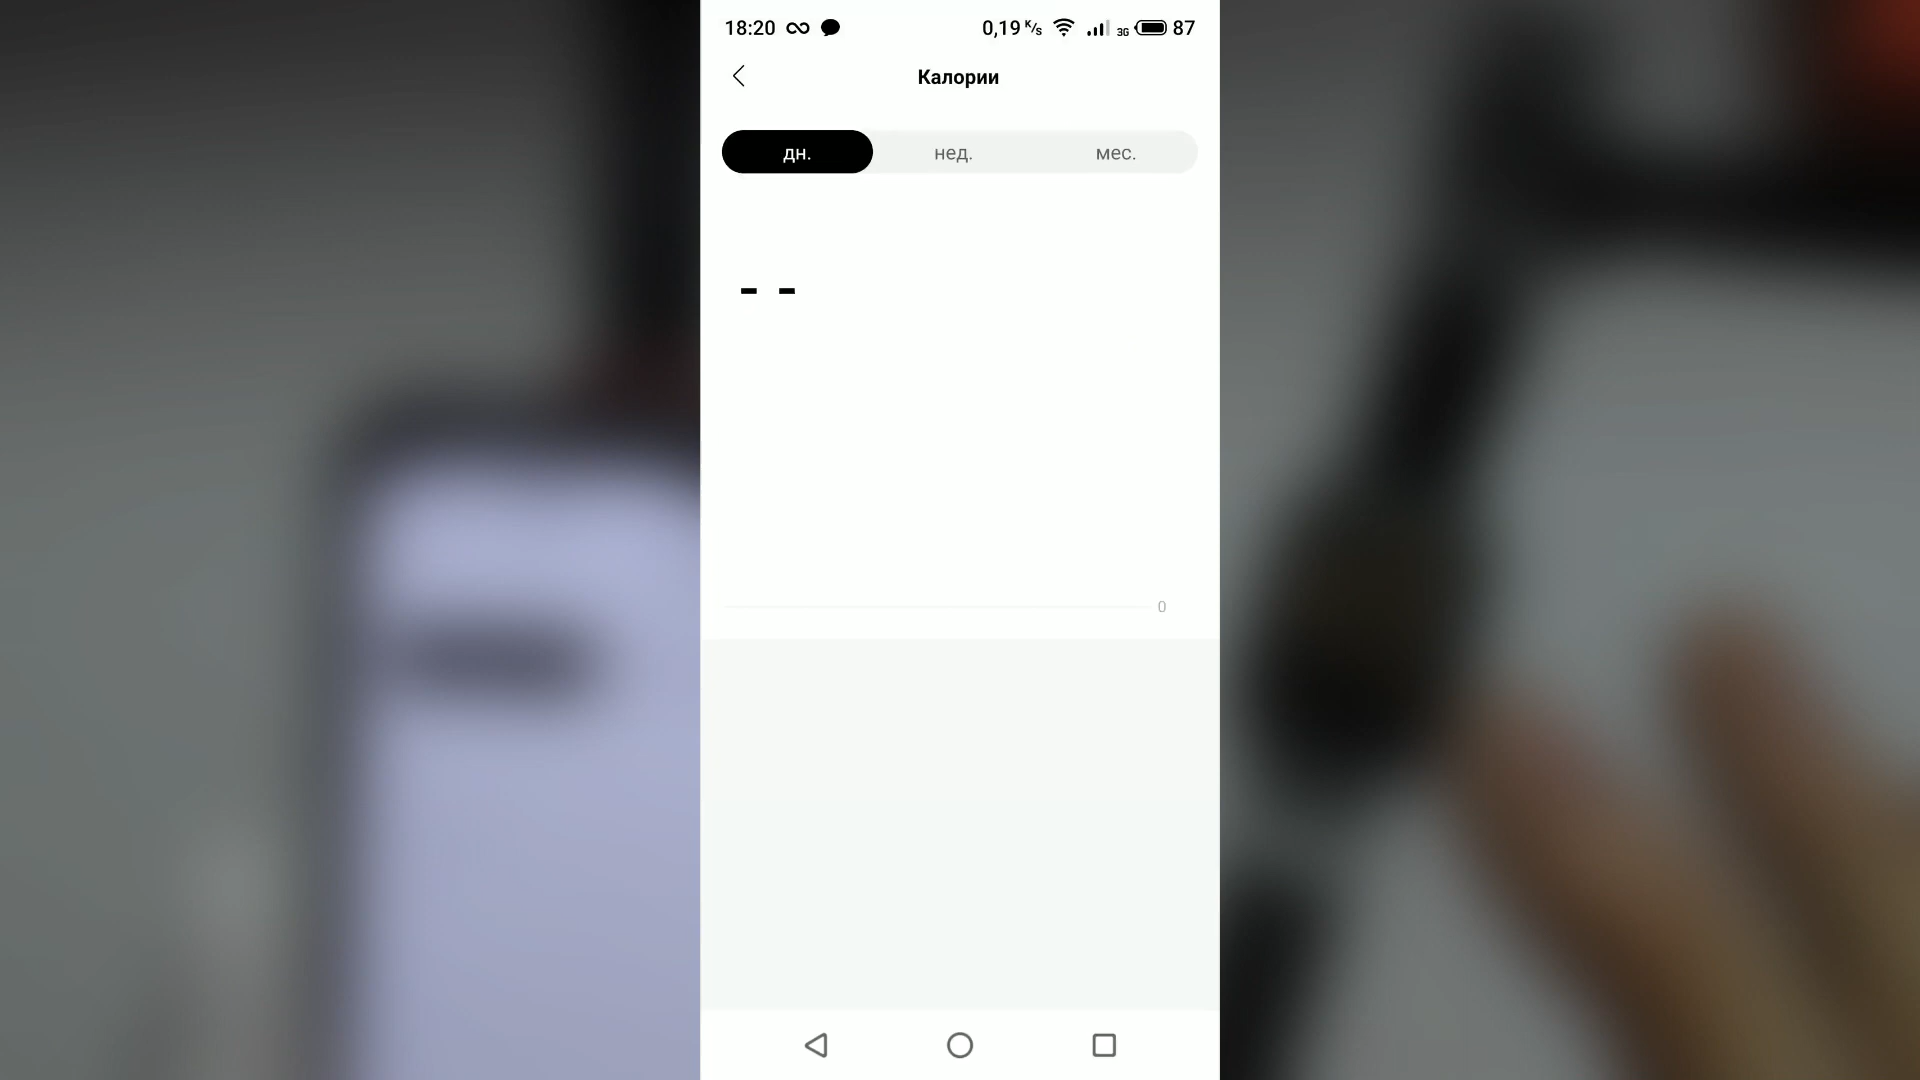 18:20 0,19 K/s 3G 87
Калории
дн. нед. мес.
- -
0